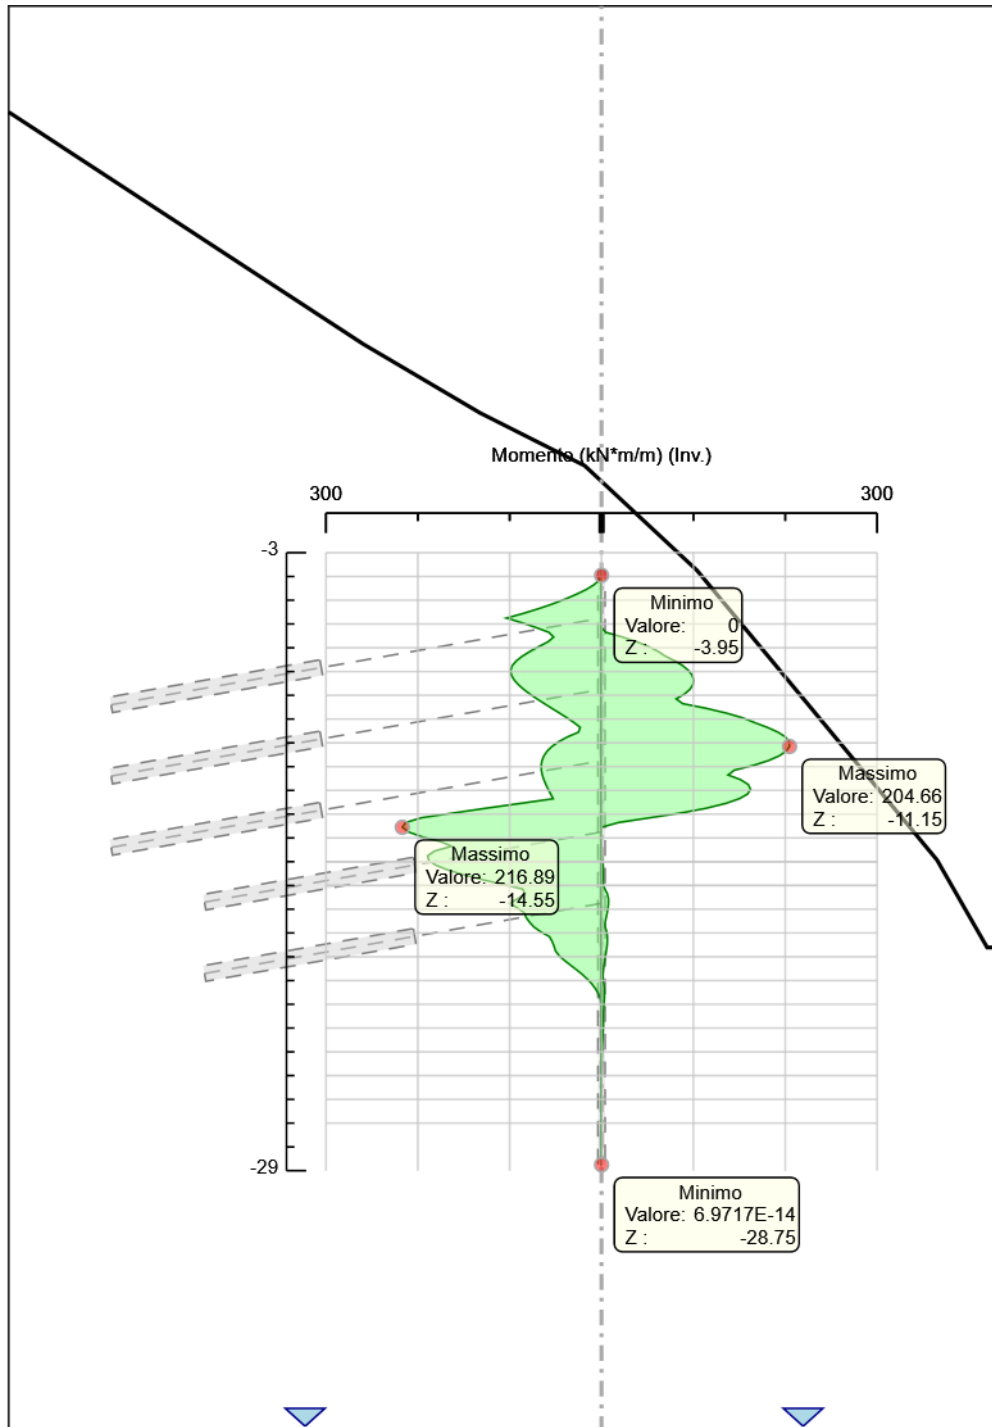 Momento (kN*m/m) (Inv.)
300
300
-3
Minimo
Valore: 0
Z : -3.95
Massimo
Valore: 204.66
Z : -11.15
Massimo
Valore: 216.89
Z : -14.55
-29
Minimo
Valore: 6.9717E-14
Z : -28.75